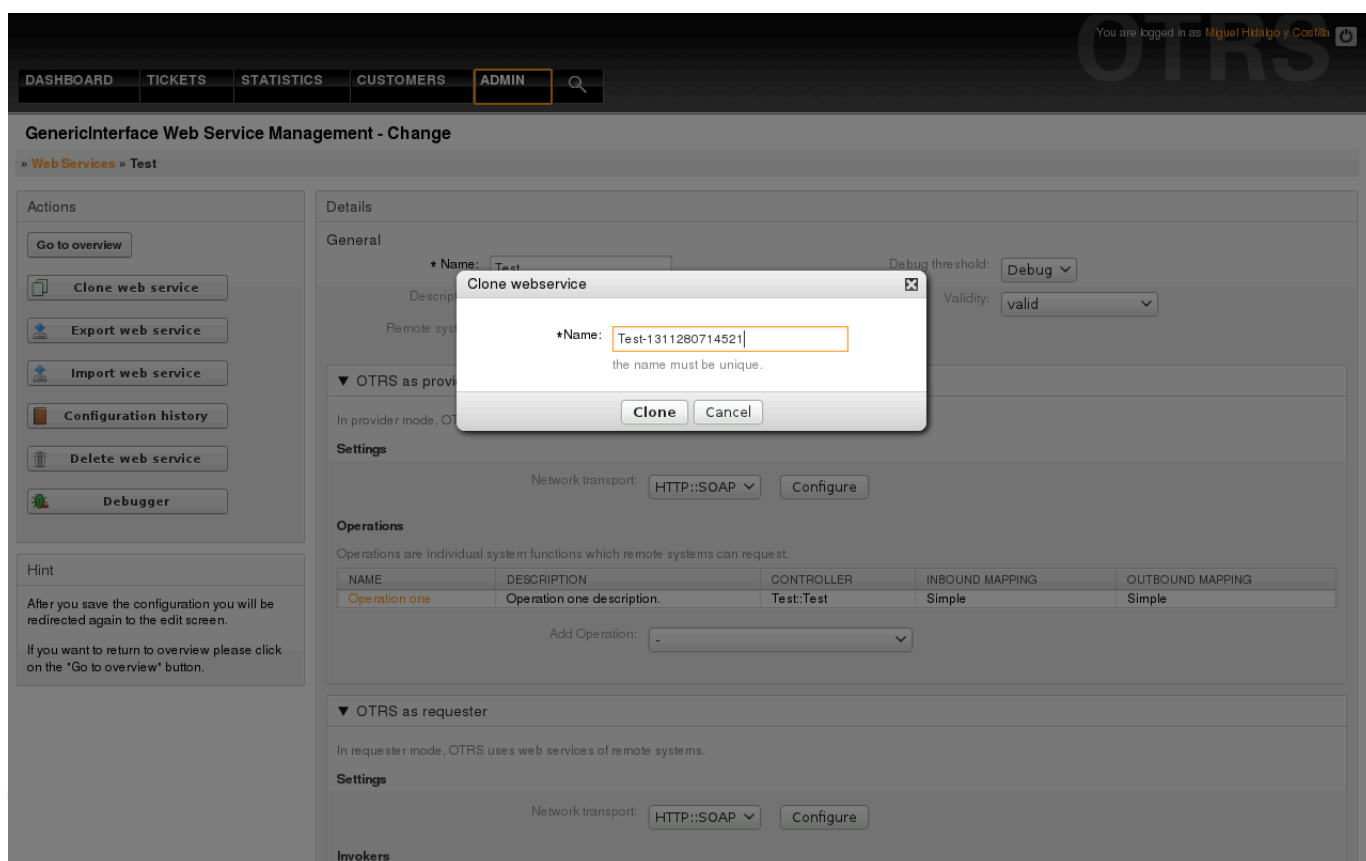 OTRS
You are logged in as Miguel Hidalgo y Costilla
DASHBOARD TICKETS STATISTICS CUSTOMERS ADMIN
GenericInterface Web Service Management - Change
» Web Services » Test
Actions
Go to overview
Clone web service
Export web service
Import web service
Configuration history
Delete web service
Debugger
Hint
After you save the configuration you will be
redirected again to the edit screen.
If you want to return to overview please click
on the "Go to overview" button.
Details
General
* Name: Test
Debug threshold: Debug
Descript
Validity: valid
Remote syst
Clone webservice
*Name: Test-1311280714521
the name must be unique.
Clone Cancel
▼ OTRS as provi
In provider mode, OT
Settings
Network transport: HTTP::SOAP Configure
Operations
Operations are individual system functions which remote systems can request.
NAME DESCRIPTION CONTROLLER INBOUND MAPPING OUTBOUND MAPPING
Operation one Operation one description. Test::Test Simple Simple
Add Operation: -
▼ OTRS as requester
In requester mode, OTRS uses web services of remote systems.
Settings
Network transport: HTTP::SOAP Configure
Invokers